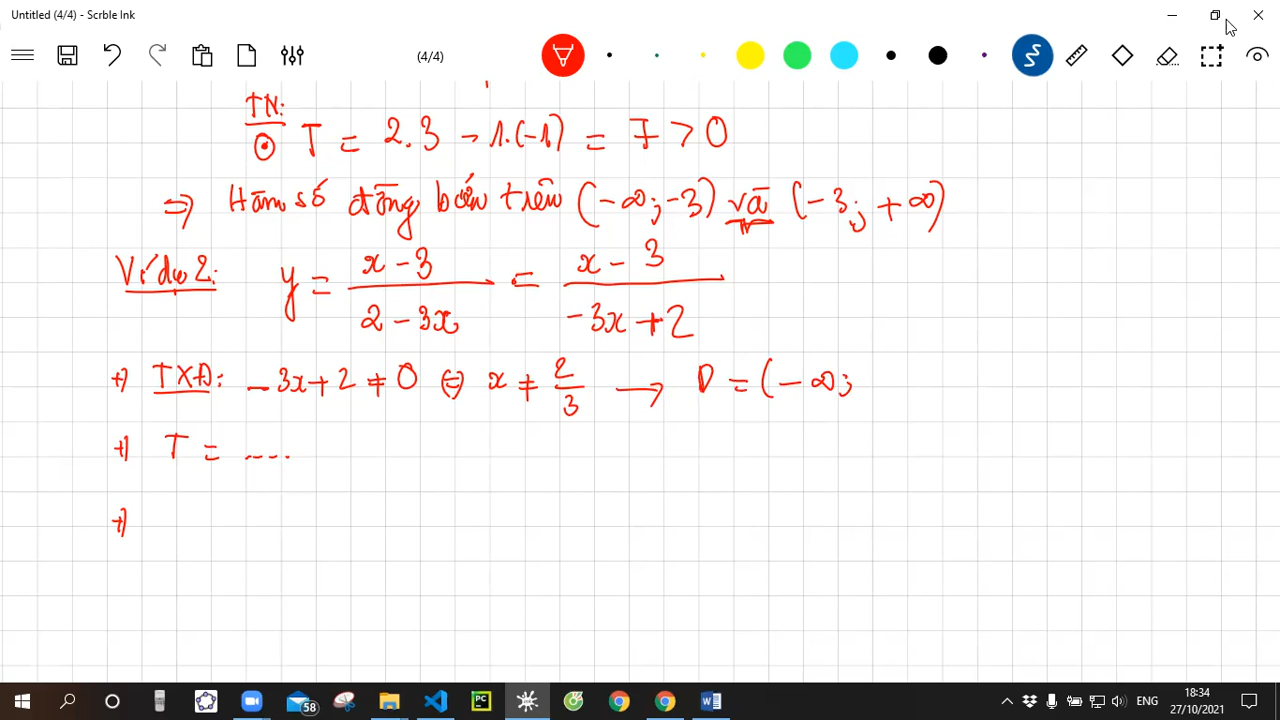 Untitled (4/4) - Scrble Ink
(4/4)
TN:
T = 2.3 - 1.(-1) = 7 > 0
=> Hàm số đồng biến trên (-∞; -3) và (-3; +∞)
Ví dụ 2: y = (x - 3)/(2 - 3x) = (x - 3)/(-3x + 2)
+) TXĐ: -3x + 2 ≠ 0 ⇔ x ≠ 2/3 → D = (-∞;
+) T = .....
+)
58
PC
ENG
18:34
27/10/2021